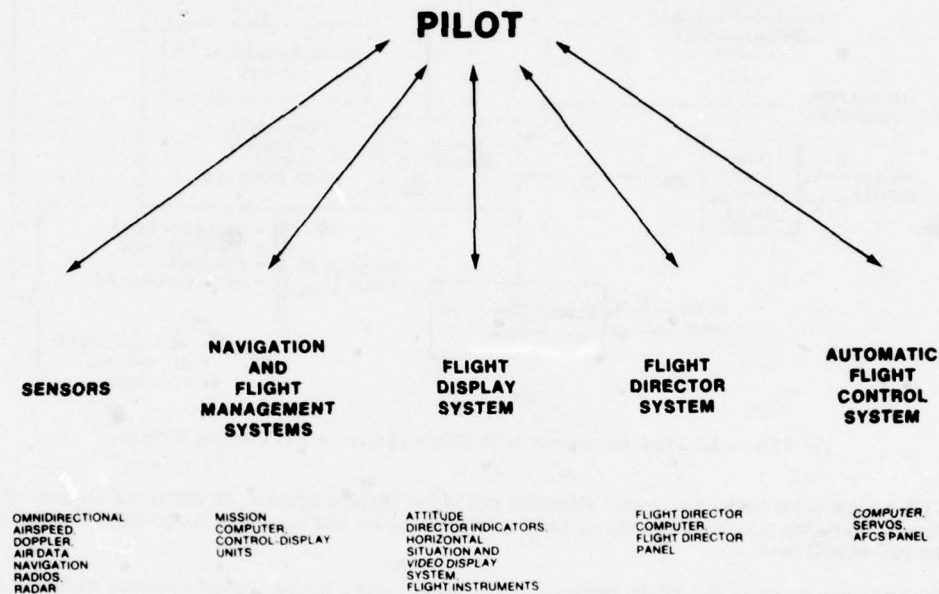 PILOT
SENSORS
NAVIGATION
AND
FLIGHT
MANAGEMENT
SYSTEMS
FLIGHT
DISPLAY
SYSTEM
FLIGHT
DIRECTOR
SYSTEM
AUTOMATIC
FLIGHT
CONTROL
SYSTEM
OMNIDIRECTIONAL
AIRSPEED,
DOPPLER,
AIR DATA
NAVIGATION
RADIOS,
RADAR
MISSION
COMPUTER,
CONTROL-DISPLAY
UNITS
ATTITUDE
DIRECTOR INDICATORS,
HORIZONTAL
SITUATION AND
VIDEO DISPLAY
SYSTEM,
FLIGHT INSTRUMENTS
FLIGHT DIRECTOR
COMPUTER,
FLIGHT DIRECTOR
PANEL
COMPUTER,
SERVOS,
AFCS PANEL